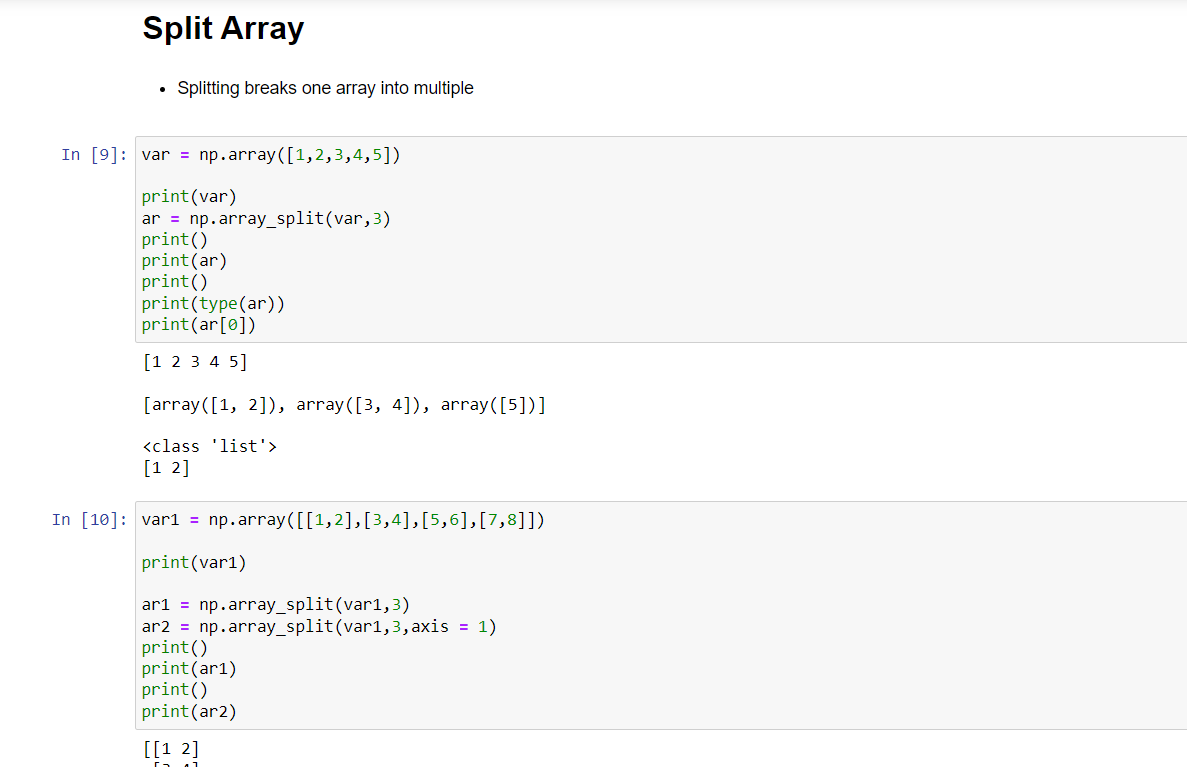 Split Array
• Splitting breaks one array into multiple
In [9]: var = np.array([1,2,3,4,5])
print(var)
ar = np.array_split(var,3)
print()
print(ar)
print()
print(type(ar))
print(ar[0])
[1 2 3 4 5]
[array([1, 2]), array([3, 4]), array([5])]
<class 'list'>
[1 2]
In [10]: var1 = np.array([[1,2],[3,4],[5,6],[7,8]])
print(var1)
ar1 = np.array_split(var1,3)
ar2 = np.array_split(var1,3,axis = 1)
print()
print(ar1)
print()
print(ar2)
[[1 2]